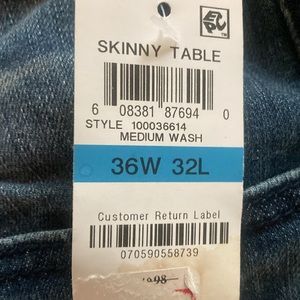 SKINNY TABLE
6 08381 87694 0
STYLE 100036614
MEDIUM WASH
36W 32L
Customer Return Label
070590558739